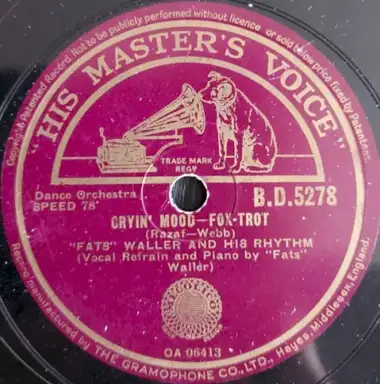 Copyright & Patented Record. Not to be publicly performed without licence or sold below price fixed by Patentees.
"HIS MASTER'S VOICE"
TRADE MARK
REGD
Dance Orchestra
SPEED 78'
B.D.5278
CRYIN' MOOD—FOX-TROT
(Razaf—Webb)
"FATS" WALLER AND HIS RHYTHM
(Vocal Refrain and Piano by "Fats"
Waller)
OA 06413
manufactured by THE GRAMOPHONE CO., LTD., Hayes, Middlesex, England.